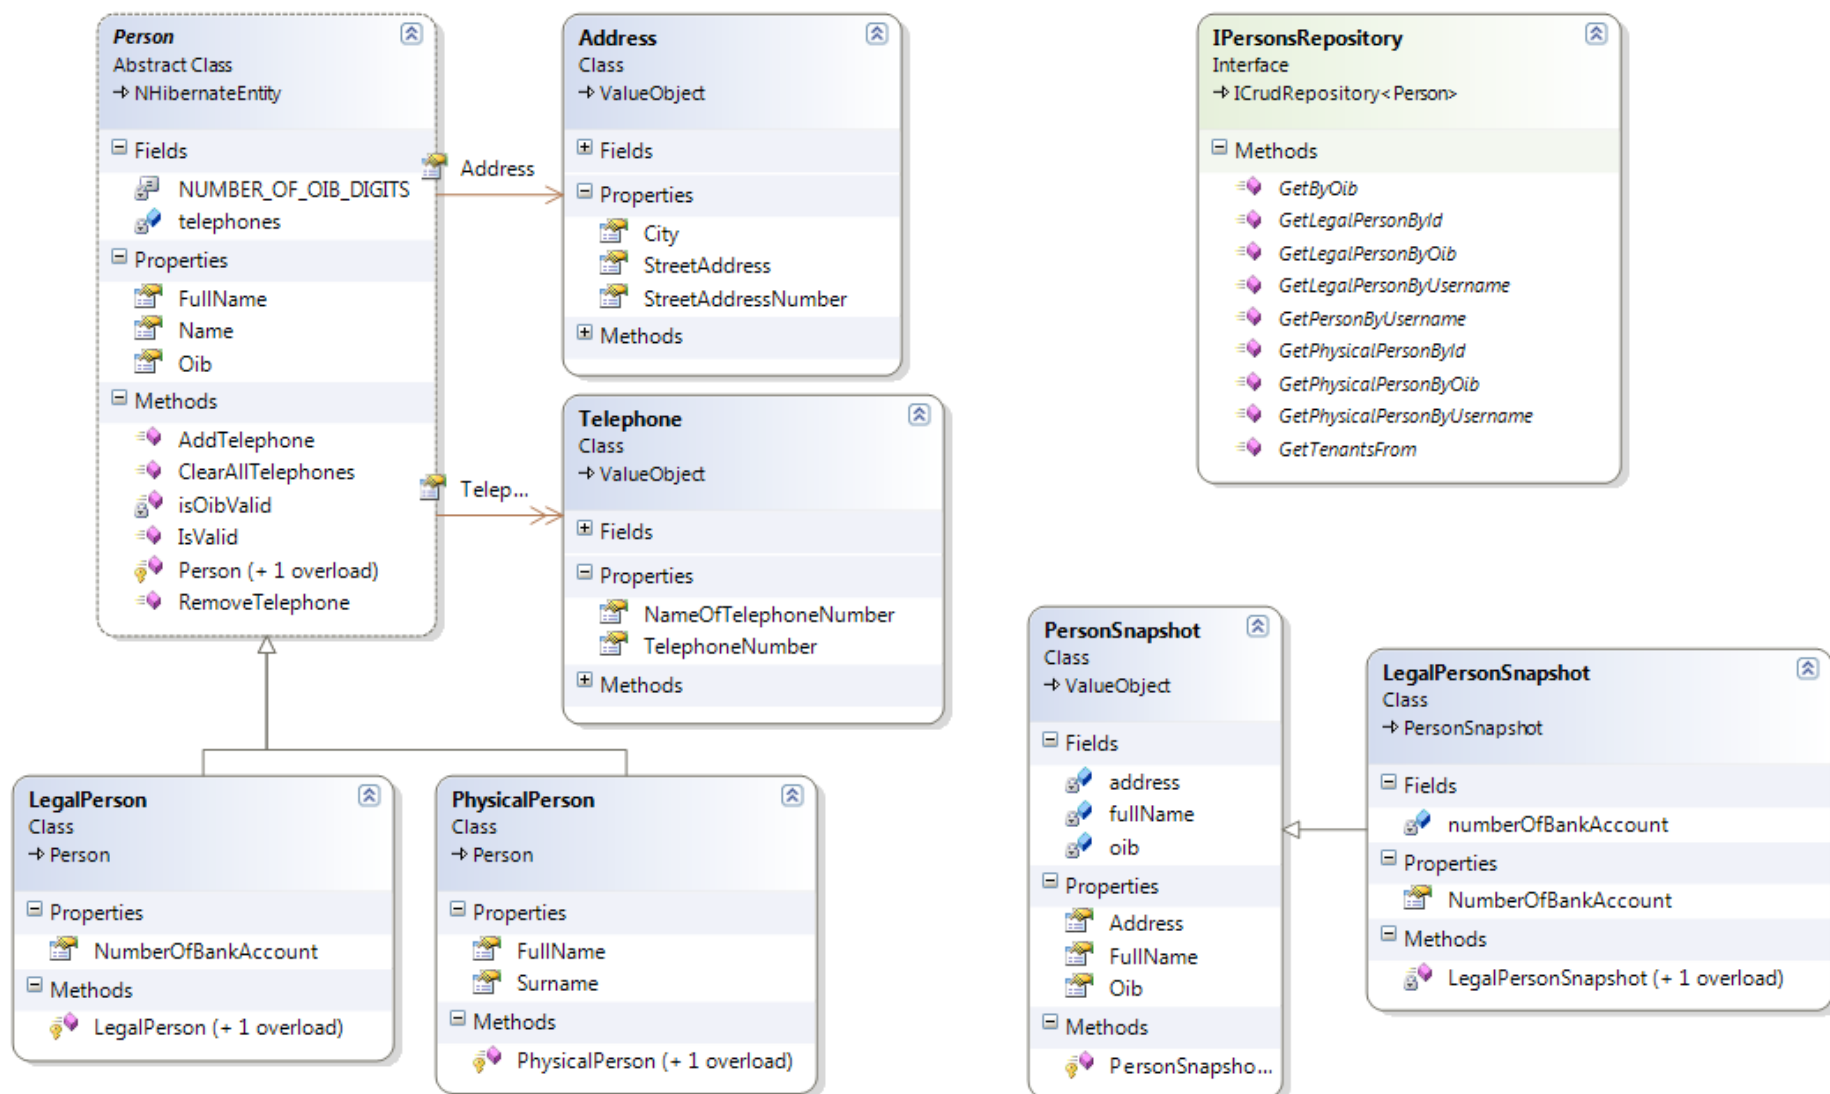 Person
Abstract Class
NHibernateEntity
Fields
NUMBER_OF_OIB_DIGITS
telephones
Properties
FullName
Name
Oib
Methods
AddTelephone
ClearAllTelephones
isOibValid
IsValid
Person (+ 1 overload)
RemoveTelephone
Address
Address
Class
ValueObject
Fields
Properties
City
StreetAddress
StreetAddressNumber
Methods
Telep...
Telephone
Class
ValueObject
Fields
Properties
NameOfTelephoneNumber
TelephoneNumber
Methods
IPersonsRepository
Interface
ICrudRepository<Person>
Methods
GetByOib
GetLegalPersonById
GetLegalPersonByOib
GetLegalPersonByUsername
GetPersonByUsername
GetPhysicalPersonById
GetPhysicalPersonByOib
GetPhysicalPersonByUsername
GetTenantsFrom
LegalPerson
Class
Person
Properties
NumberOfBankAccount
Methods
LegalPerson (+ 1 overload)
PhysicalPerson
Class
Person
Properties
FullName
Surname
Methods
PhysicalPerson (+ 1 overload)
PersonSnapshot
Class
ValueObject
Fields
address
fullName
oib
Properties
Address
FullName
Oib
Methods
PersonSnapsho...
LegalPersonSnapshot
Class
PersonSnapshot
Fields
numberOfBankAccount
Properties
NumberOfBankAccount
Methods
LegalPersonSnapshot (+ 1 overload)